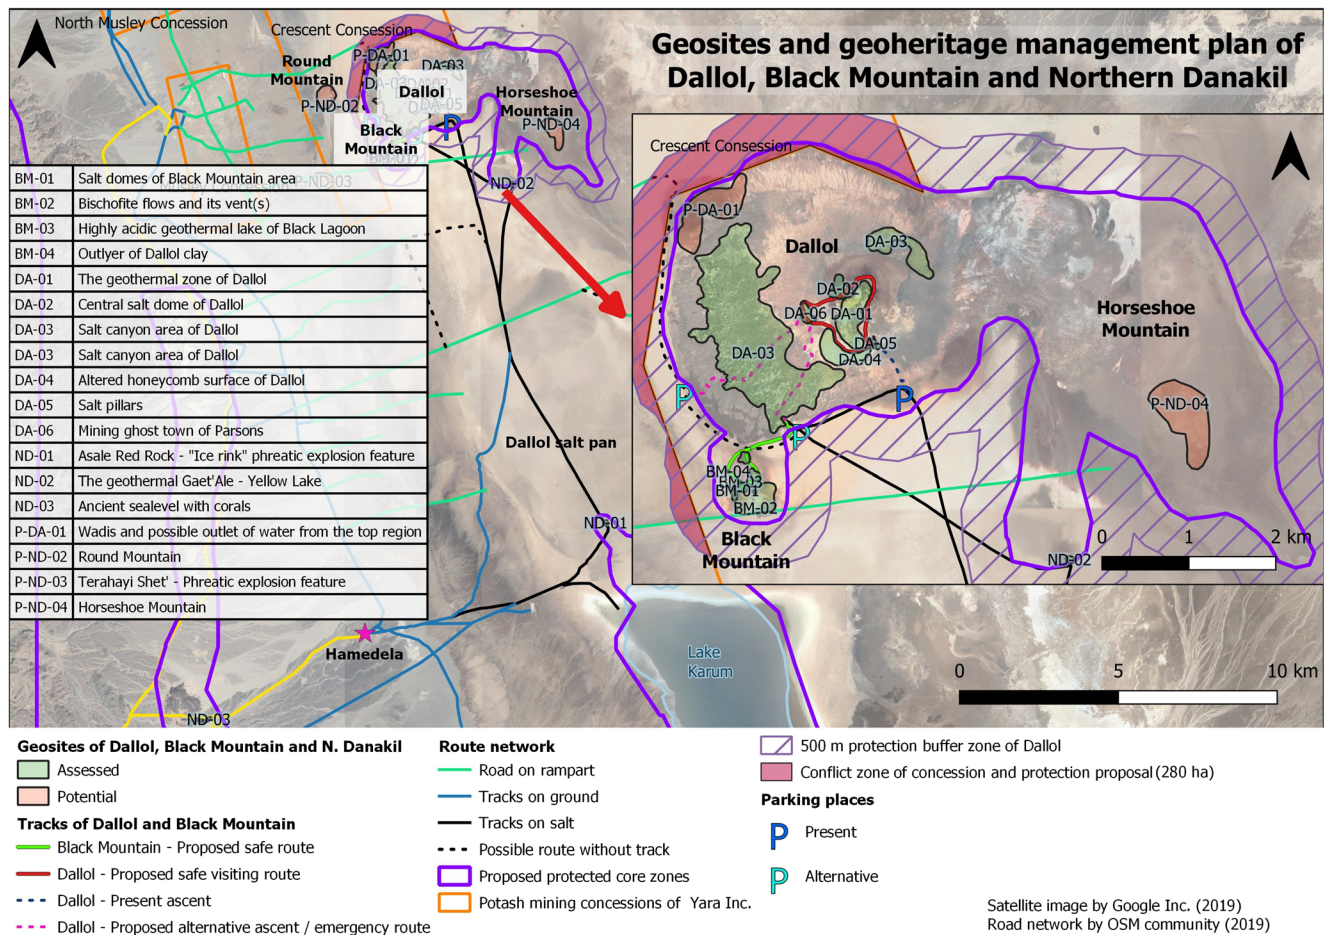 Geosites and geoheritage management plan of
Dallol, Black Mountain and Northern Danakil
North Musley Concession
Crescent Consession
Round
Mountain
P-ND-02
P-DA-01
DA-03
Dallol
DA-05
Black
Mountain
Horseshoe
Mountain
P-ND-04
ND-02
P
P-ND-03
BM-01 Salt domes of Black Mountain area
BM-02 Bischofite flows and its vent(s)
BM-03 Highly acidic geothermal lake of Black Lagoon
BM-04 Outlyer of Dallol clay
DA-01 The geothermal zone of Dallol
DA-02 Central salt dome of Dallol
DA-03 Salt canyon area of Dallol
DA-03 Salt canyon area of Dallol
DA-04 Altered honeycomb surface of Dallol
DA-05 Salt pillars
DA-06 Mining ghost town of Parsons
ND-01 Asale Red Rock - "Ice rink" phreatic explosion feature
ND-02 The geothermal Gaet'Ale - Yellow Lake
ND-03 Ancient sealevel with corals
P-DA-01 Wadis and possible outlet of water from the top region
P-ND-02 Round Mountain
P-ND-03 Terahayi Shet' - Phreatic explosion feature
P-ND-04 Horseshoe Mountain
Dallol salt pan
ND-01
Hamedela
ND-03
Lake
Karum
0 5 10 km
Crescent Consession
P-DA-01
Dallol
DA-03
DA-02
DA-06
DA-01
DA-05
DA-04
DA-03
P
P
P
BM-04
BM-03
BM-01
BM-02
Black
Mountain
Horseshoe
Mountain
P-ND-04
ND-02
0 1 2 km
Geosites of Dallol, Black Mountain and N. Danakil
Assessed
Potential
Tracks of Dallol and Black Mountain
Black Mountain - Proposed safe route
Dallol - Proposed safe visiting route
Dallol - Present ascent
Dallol - Proposed alternative ascent / emergency route
Route network
Road on rampart
Tracks on ground
Tracks on salt
Possible route without track
Proposed protected core zones
Potash mining concessions of Yara Inc.
500 m protection buffer zone of Dallol
Conflict zone of concession and protection proposal (280 ha)
Parking places
P Present
P Alternative
Satellite image by Google Inc. (2019)
Road network by OSM community (2019)